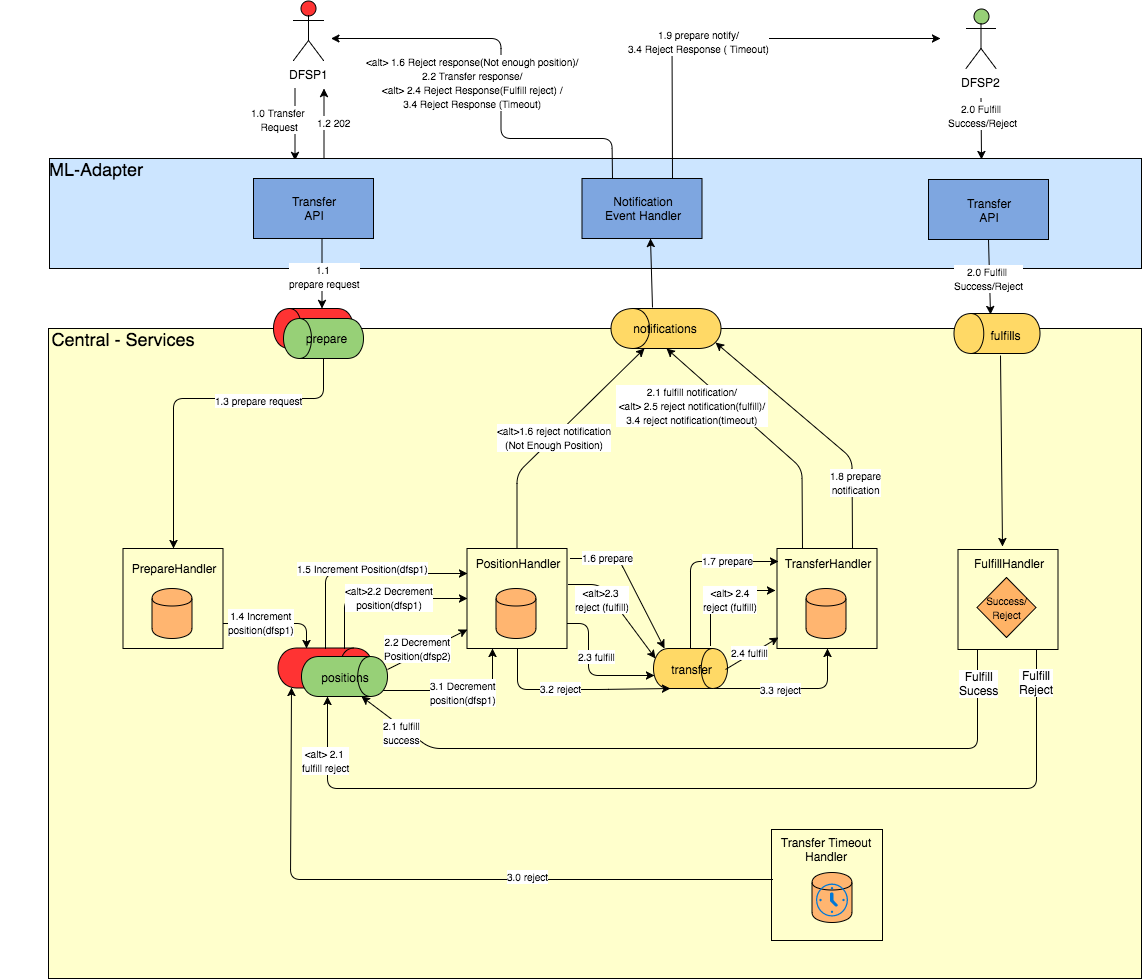 DFSP1
DFSP2
1.9 prepare notify/
3.4 Reject Response ( Timeout)
<alt> 1.6 Reject response(Not enough position)/
2.2 Transfer response/
<alt> 2.4 Reject Response(Fulfill reject) /
3.4 Reject Response (Timeout)
1.0 Transfer
Request
1.2 202
2.0 Fulfill
Success/Reject
ML-Adapter
Transfer
API
Notification
Event Handler
Transfer
API
1.1
prepare request
2.0 Fulfill
Success/Reject
Central - Services
prepare
notifications
fulfills
1.3 prepare request
2.1 fulfill notification/
<alt> 2.5 reject notification(fulfill)/
3.4 reject notification(timeout)
<alt>1.6 reject notification
(Not Enough Position)
1.8 prepare
notification
PrepareHandler
1.5 Increment Position(dfsp1)
<alt>2.2 Decrement
position(dfsp1)
1.4 Increment
position(dfsp1)
2.2 Decrement
Position(dfsp2)
3.1 Decrement
position(dfsp1)
positions
PositionHandler
1.6 prepare
<alt>2.3
reject (fulfill)
2.3 fulfill
3.2 reject
transfer
1.7 prepare
<alt> 2.4
reject (fulfill)
2.4 fulfill
3.3 reject
TransferHandler
FulfillHandler
Success/
Reject
Fulfill
Sucess
Fulfill
Reject
2.1 fulfill
success
<alt> 2.1
fulfill reject
3.0 reject
Transfer Timeout
Handler